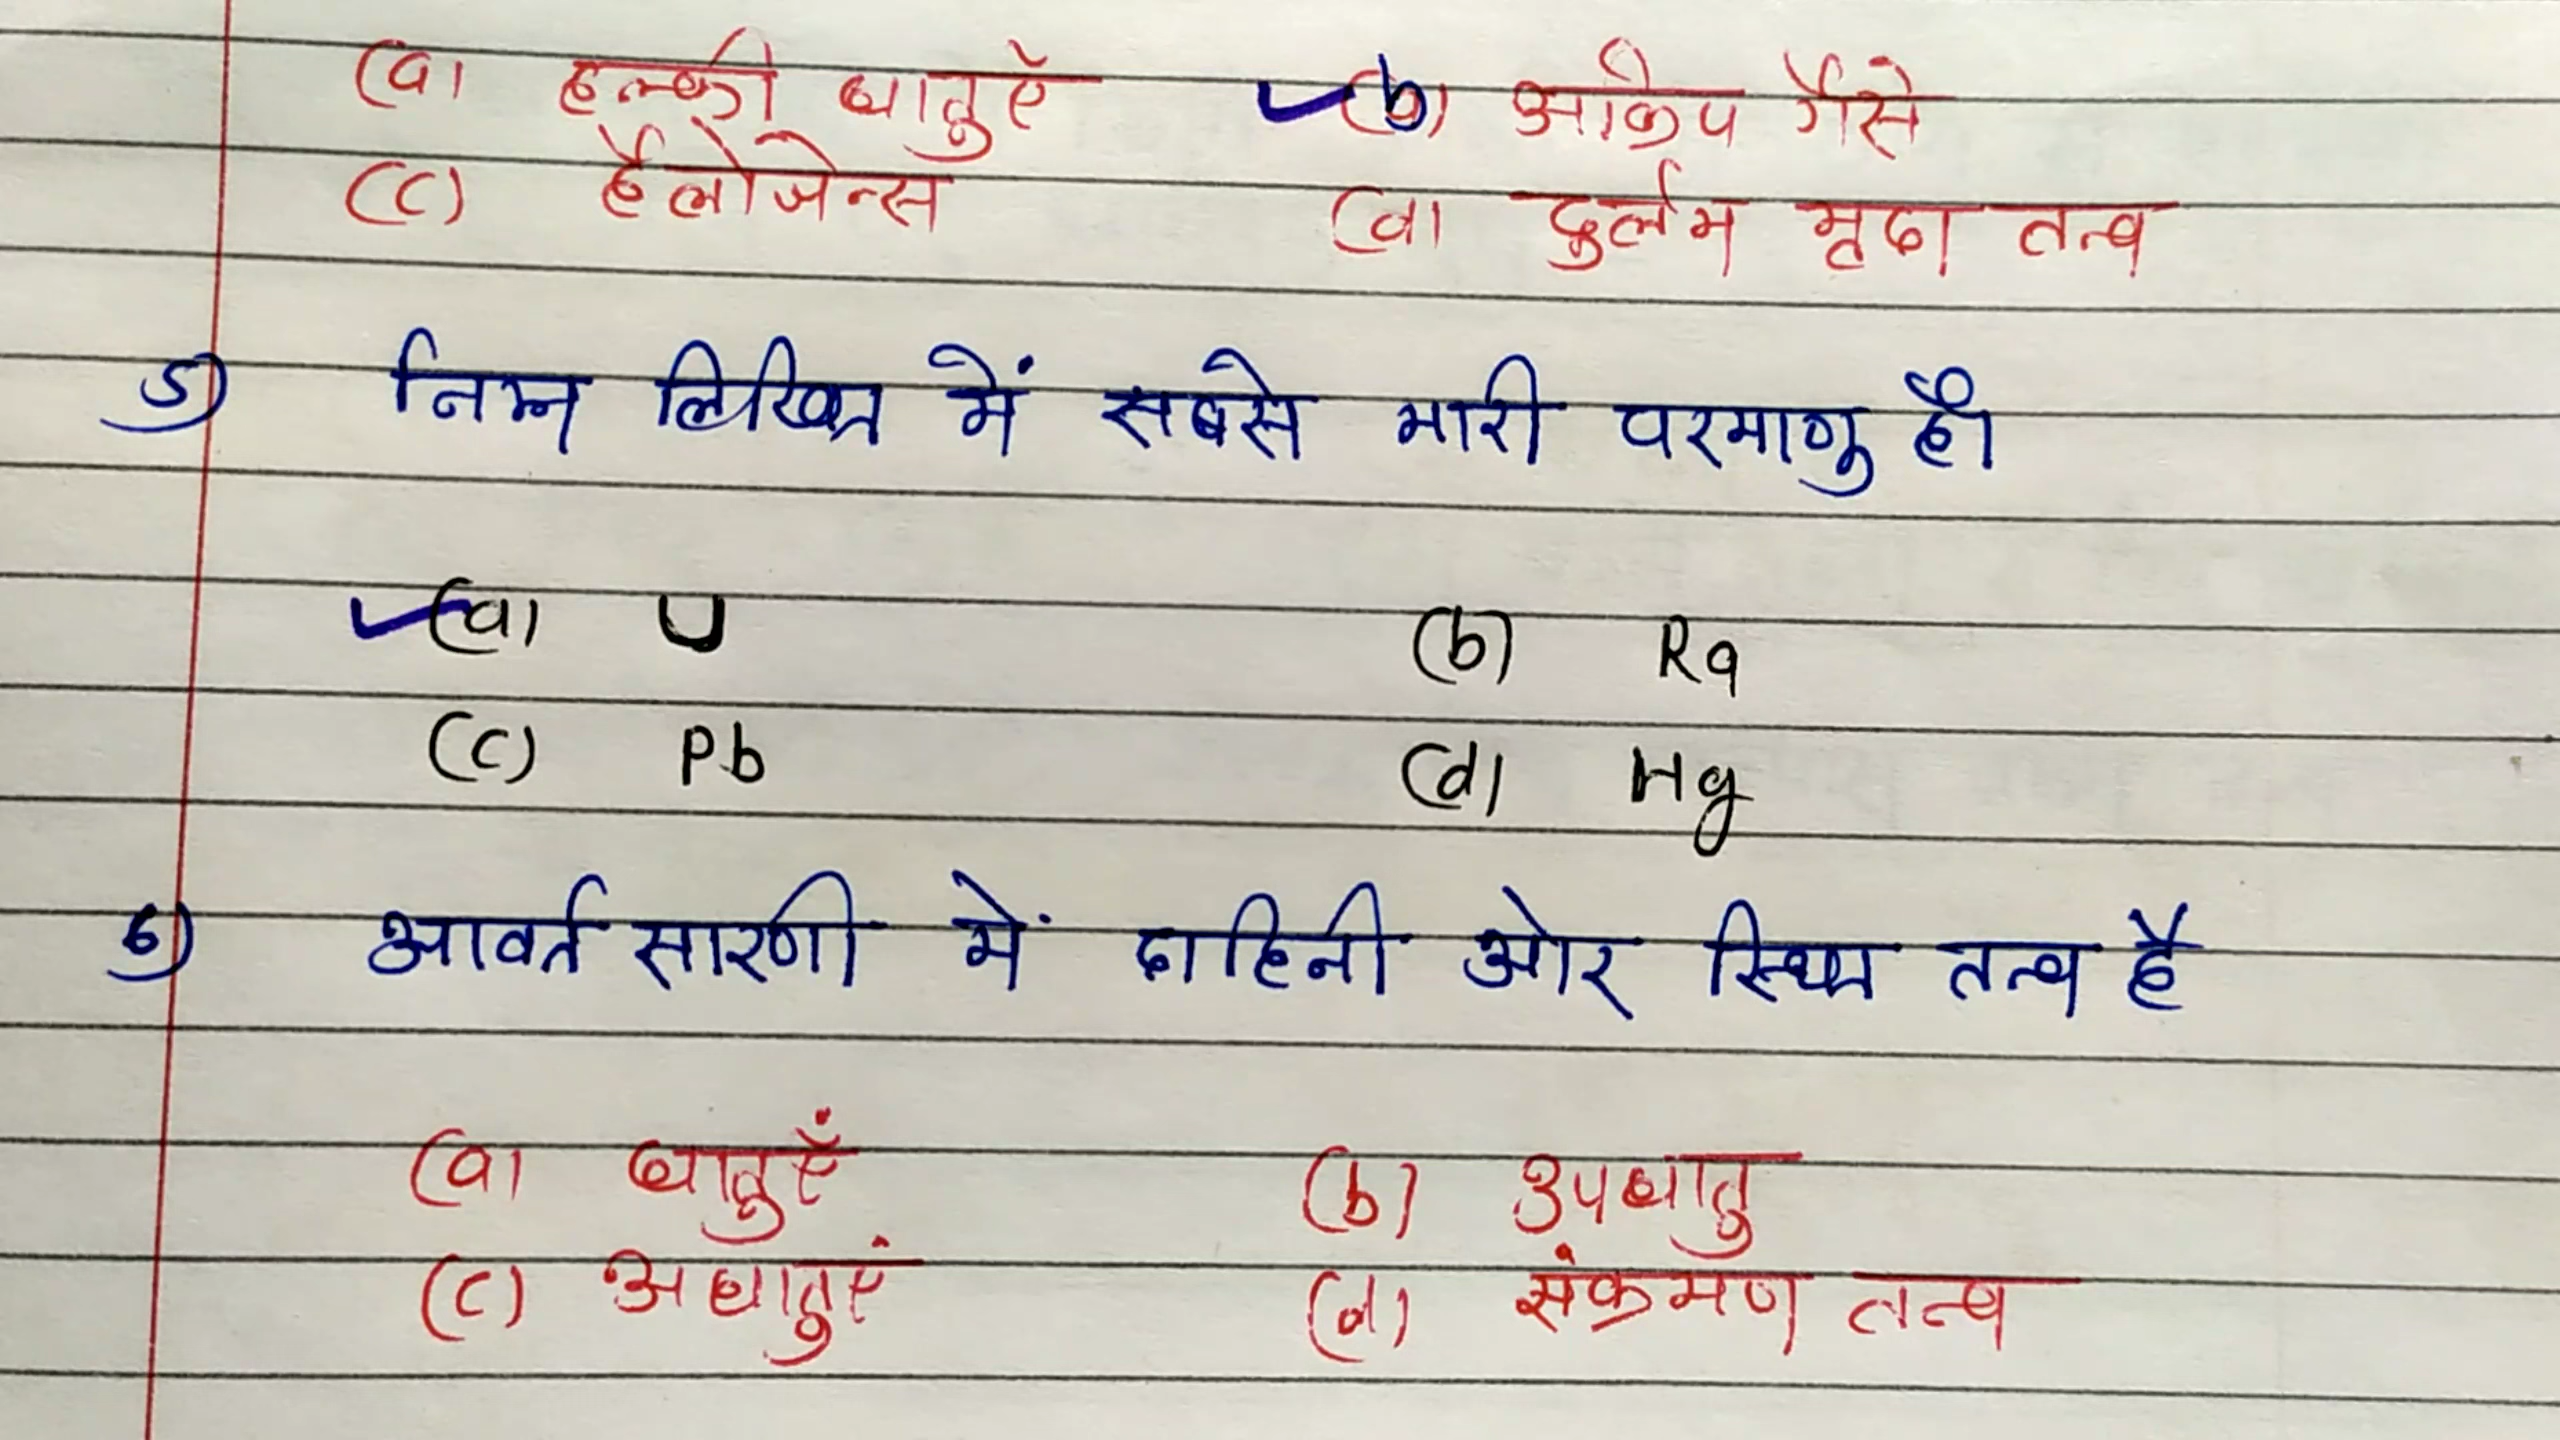 (a) हल्की धातुएँ (b) अक्रिय गैसे
(c) हैलोजेन्स (d) दुर्लभ मृदा तत्व
5) निम्न लिखित में सबसे भारी परमाणु है।
(a) U (b) Ra
(c) Pb (d) Hg
6) आवर्त सारणी में दाहिनी ओर स्थित तत्व है
(a) धातुएँ (b) उपधातु
(c) अधातुएं (d) संक्रमण तत्व